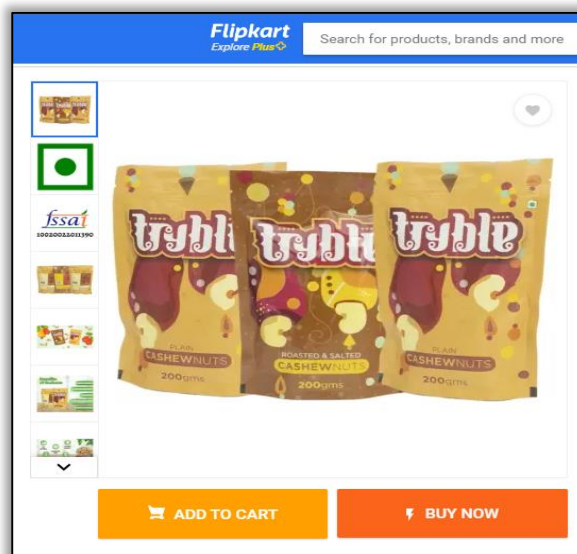 Flipkart
Explore Plus
Search for products, brands and more
fssai
10020022011390
tryble
PLAIN
CASHEWNUTS
200gms
tryble
ROASTED & SALTED
CASHEWNUTS
200gms
tryble
PLAIN
CASHEWNUTS
200gms
ADD TO CART
BUY NOW